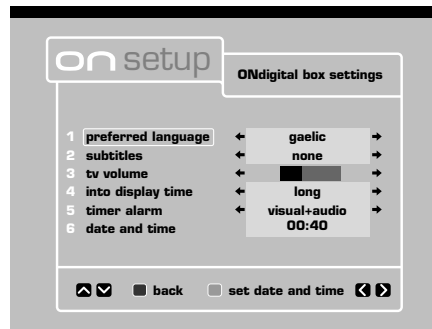 on setup
ONdigital box settings
1 preferred language gaelic
2 subtitles none
3 tv volume
4 into display time long
5 timer alarm visual+audio
6 date and time 00:40
back set date and time